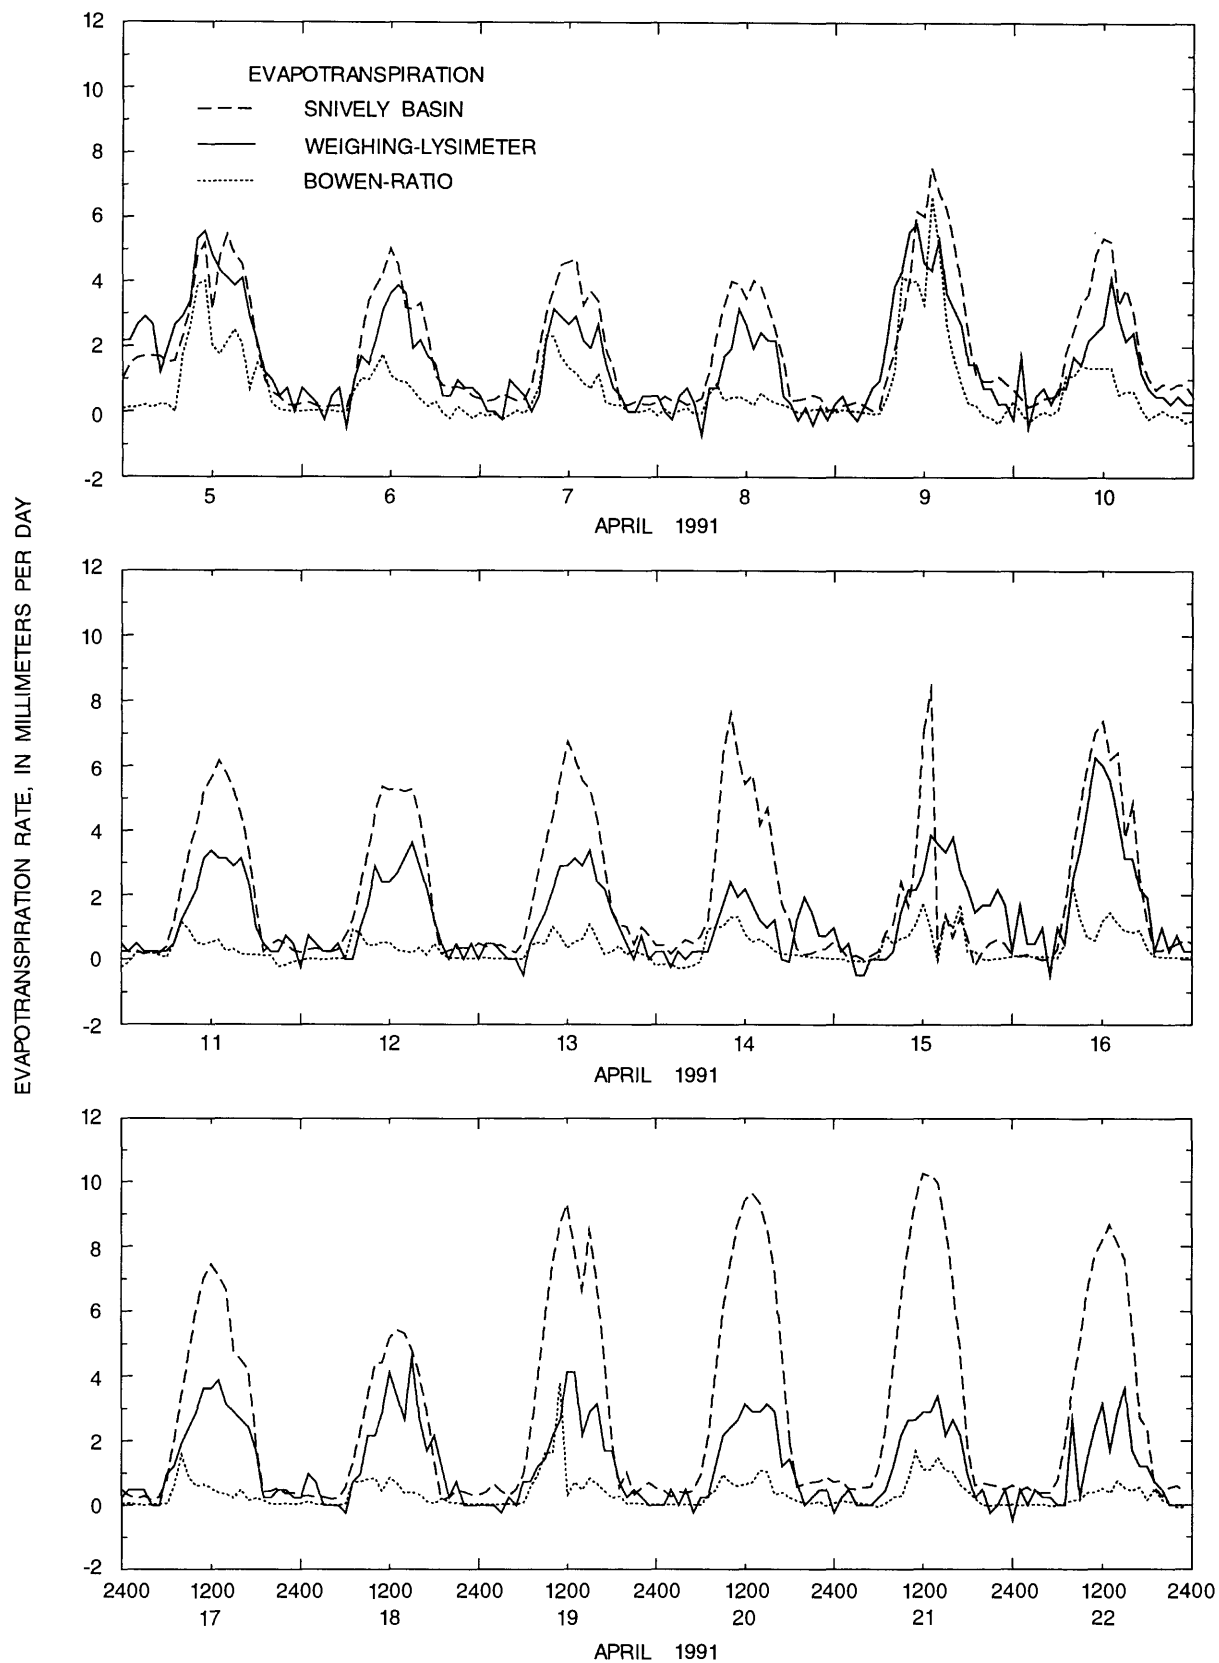 EVAPOTRANSPIRATION RATE, IN MILLIMETERS PER DAY
12
10
8
6
4
2
0
-2
EVAPOTRANSPIRATION
SNIVELY BASIN
WEIGHING-LYSIMETER
BOWEN-RATIO
5 6 7 8 9 10
APRIL 1991
12
10
8
6
4
2
0
-2
11 12 13 14 15 16
APRIL 1991
12
10
8
6
4
2
0
-2
2400 1200 2400 1200 2400 1200 2400 1200 2400 1200 2400 1200 2400
17 18 19 20 21 22
APRIL 1991